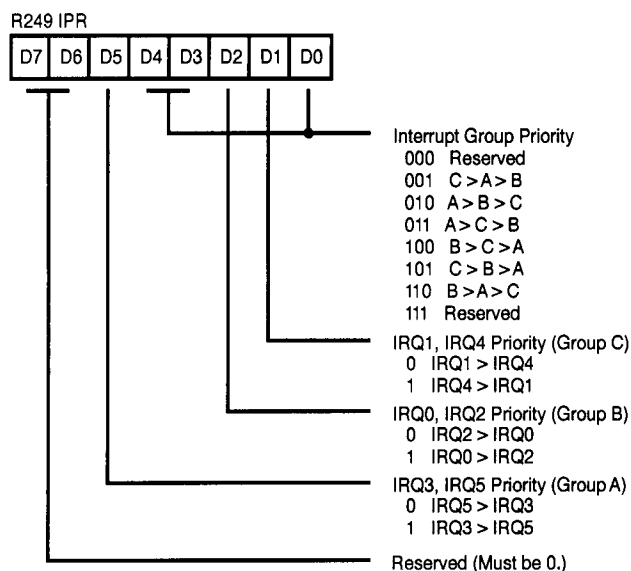 R249 IPR
D7 D6 D5 D4 D3 D2 D1 D0
Interrupt Group Priority
000 Reserved
001 C > A > B
010 A > B > C
011 A > C > B
100 B > C > A
101 C > B > A
110 B > A > C
111 Reserved
IRQ1, IRQ4 Priority (Group C)
0 IRQ1 > IRQ4
1 IRQ4 > IRQ1
IRQ0, IRQ2 Priority (Group B)
0 IRQ2 > IRQ0
1 IRQ0 > IRQ2
IRQ3, IRQ5 Priority (Group A)
0 IRQ5 > IRQ3
1 IRQ3 > IRQ5
Reserved (Must be 0.)